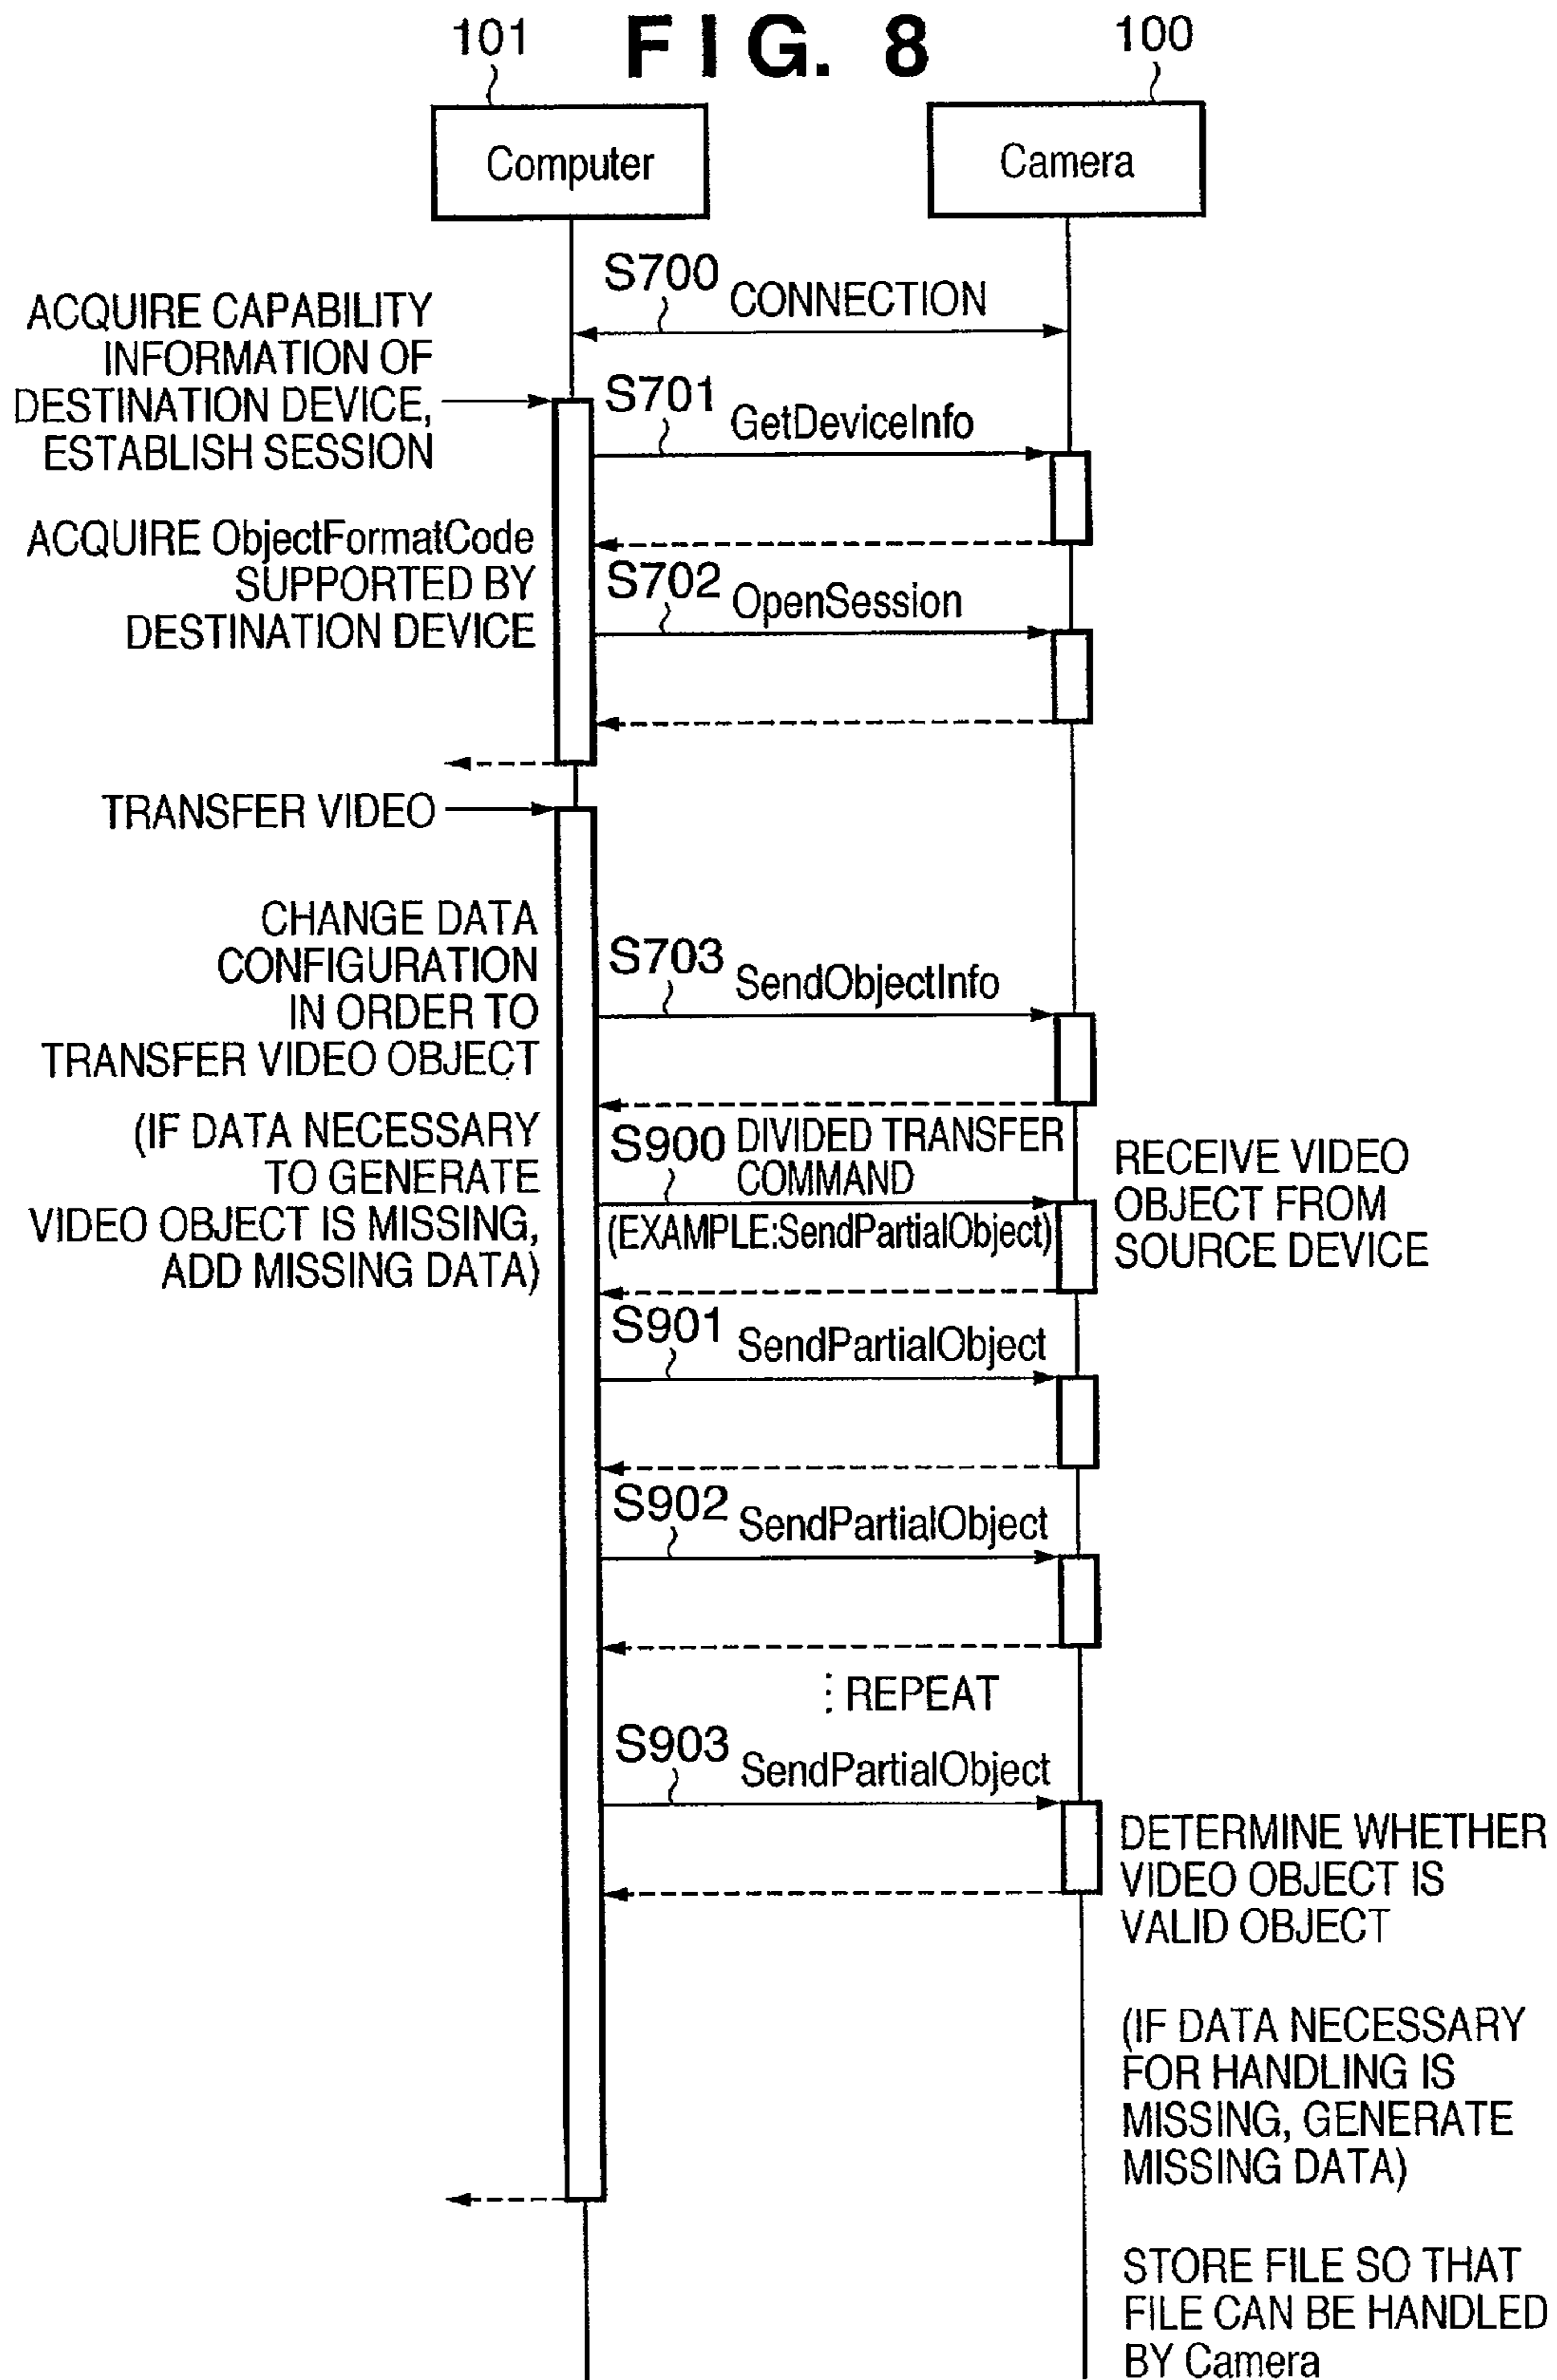 FIG. 8
101
100
Computer
Camera
S700
CONNECTION
ACQUIRE CAPABILITY
INFORMATION OF
DESTINATION DEVICE,
ESTABLISH SESSION
S701
GetDeviceInfo
ACQUIRE ObjectFormatCode
SUPPORTED BY
DESTINATION DEVICE
S702
OpenSession
TRANSFER VIDEO
CHANGE DATA
CONFIGURATION
IN ORDER TO
TRANSFER VIDEO OBJECT
S703
SendObjectInfo
(IF DATA NECESSARY
TO GENERATE
VIDEO OBJECT IS MISSING,
ADD MISSING DATA)
S900
DIVIDED TRANSFER
COMMAND
(EXAMPLE:SendPartialObject)
RECEIVE VIDEO
OBJECT FROM
SOURCE DEVICE
S901
SendPartialObject
S902
SendPartialObject
⋮ REPEAT
S903
SendPartialObject
DETERMINE WHETHER
VIDEO OBJECT IS
VALID OBJECT
(IF DATA NECESSARY
FOR HANDLING IS
MISSING, GENERATE
MISSING DATA)
STORE FILE SO THAT
FILE CAN BE HANDLED
BY Camera